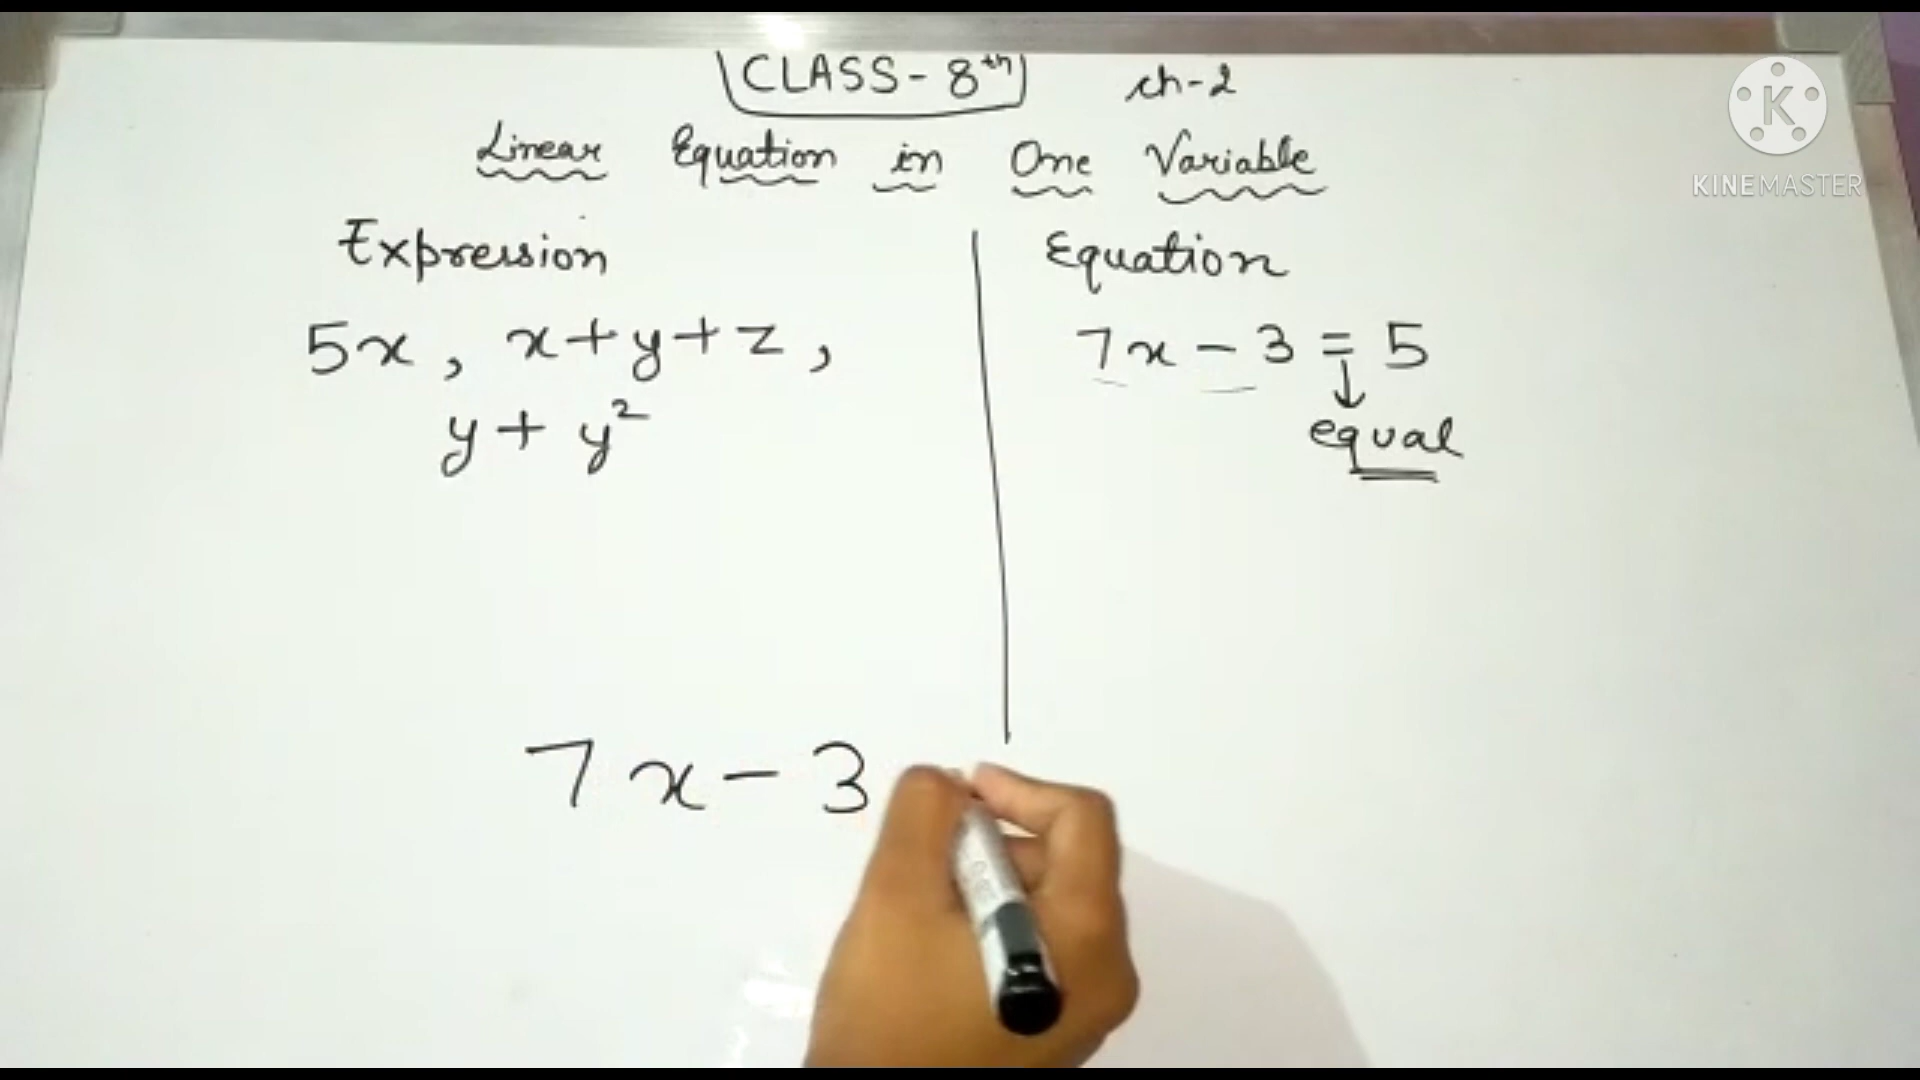 CLASS - 8th
ch-2
K
KINEMASTER
Linear Equation in One Variable
Expression
5x, x+y+z,
y + y²
Equation
7x - 3 = 5
↓
equal
7x - 3